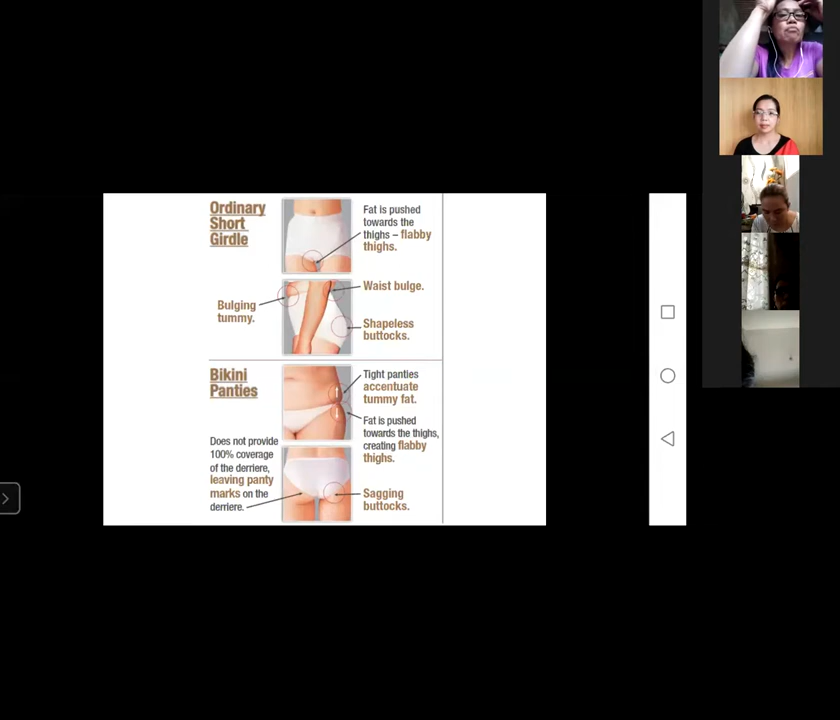 Ordinary
Short
Girdle
Fat is pushed
towards the
thighs – flabby
thighs.
Waist bulge.
Bulging
tummy.
Shapeless
buttocks.
Bikini
Panties
Tight panties
accentuate
tummy fat.
Fat is pushed
towards the thighs,
creating flabby
thighs.
Does not provide
100% coverage
of the derriere,
leaving panty
marks on the
derriere.
Sagging
buttocks.